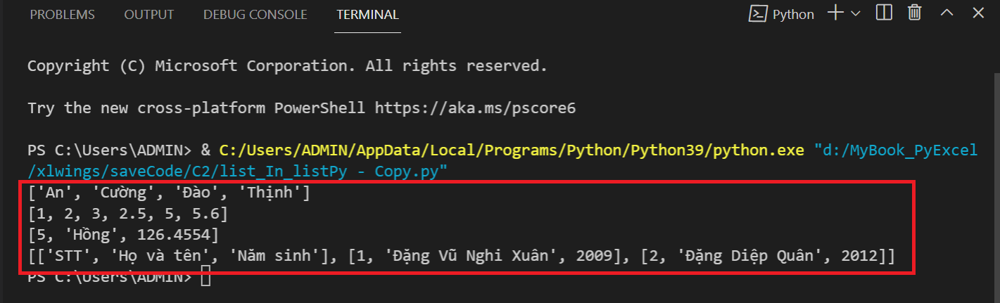 PROBLEMS OUTPUT DEBUG CONSOLE TERMINAL Python
Copyright (C) Microsoft Corporation. All rights reserved.
Try the new cross-platform PowerShell https://aka.ms/pscore6
PS C:\Users\ADMIN> & C:/Users/ADMIN/AppData/Local/Programs/Python/Python39/python.exe "d:/MyBook_PyExcel
/xlwings/saveCode/C2/list_In_listPy - Copy.py"
['An', 'Cường', 'Đào', 'Thịnh']
[1, 2, 3, 2.5, 5, 5.6]
[5, 'Hồng', 126.4554]
[['STT', 'Họ và tên', 'Năm sinh'], [1, 'Đặng Vũ Nghi Xuân', 2009], [2, 'Đặng Diệp Quân', 2012]]
PS C:\Users\ADMIN>